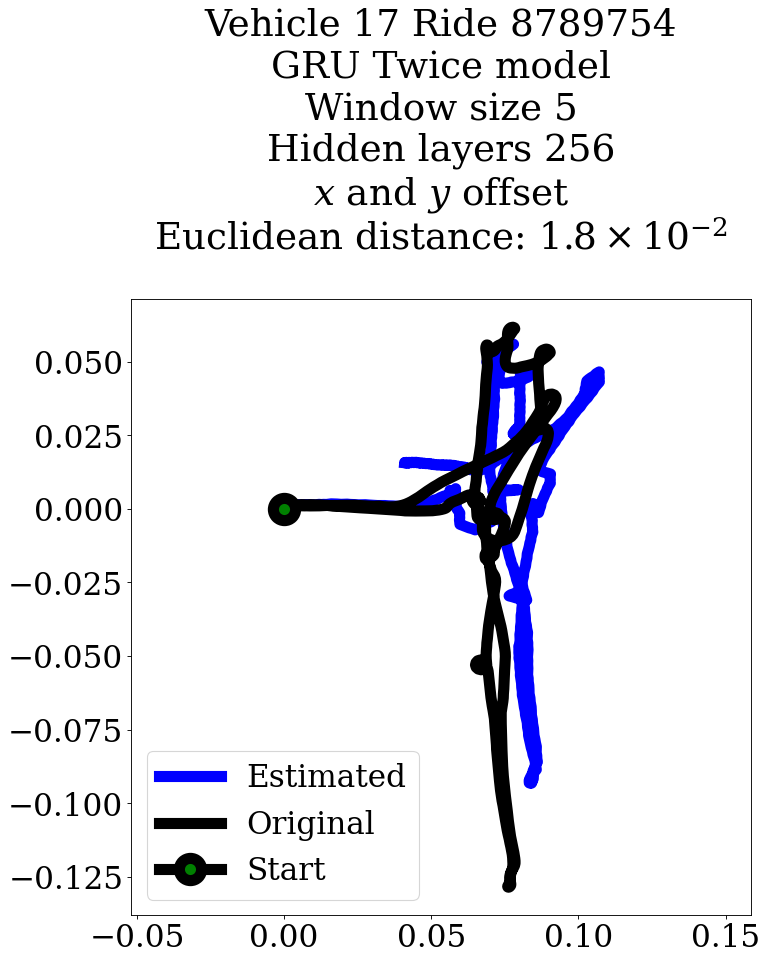 Vehicle 17 Ride 8789754
GRU Twice model
Window size 5
Hidden layers 256
x and y offset
Euclidean distance: 1.8 × 10⁻²
0.050
0.025
0.000
−0.025
−0.050
−0.075
−0.100
−0.125
Estimated
Original
Start
−0.05 0.00 0.05 0.10 0.15